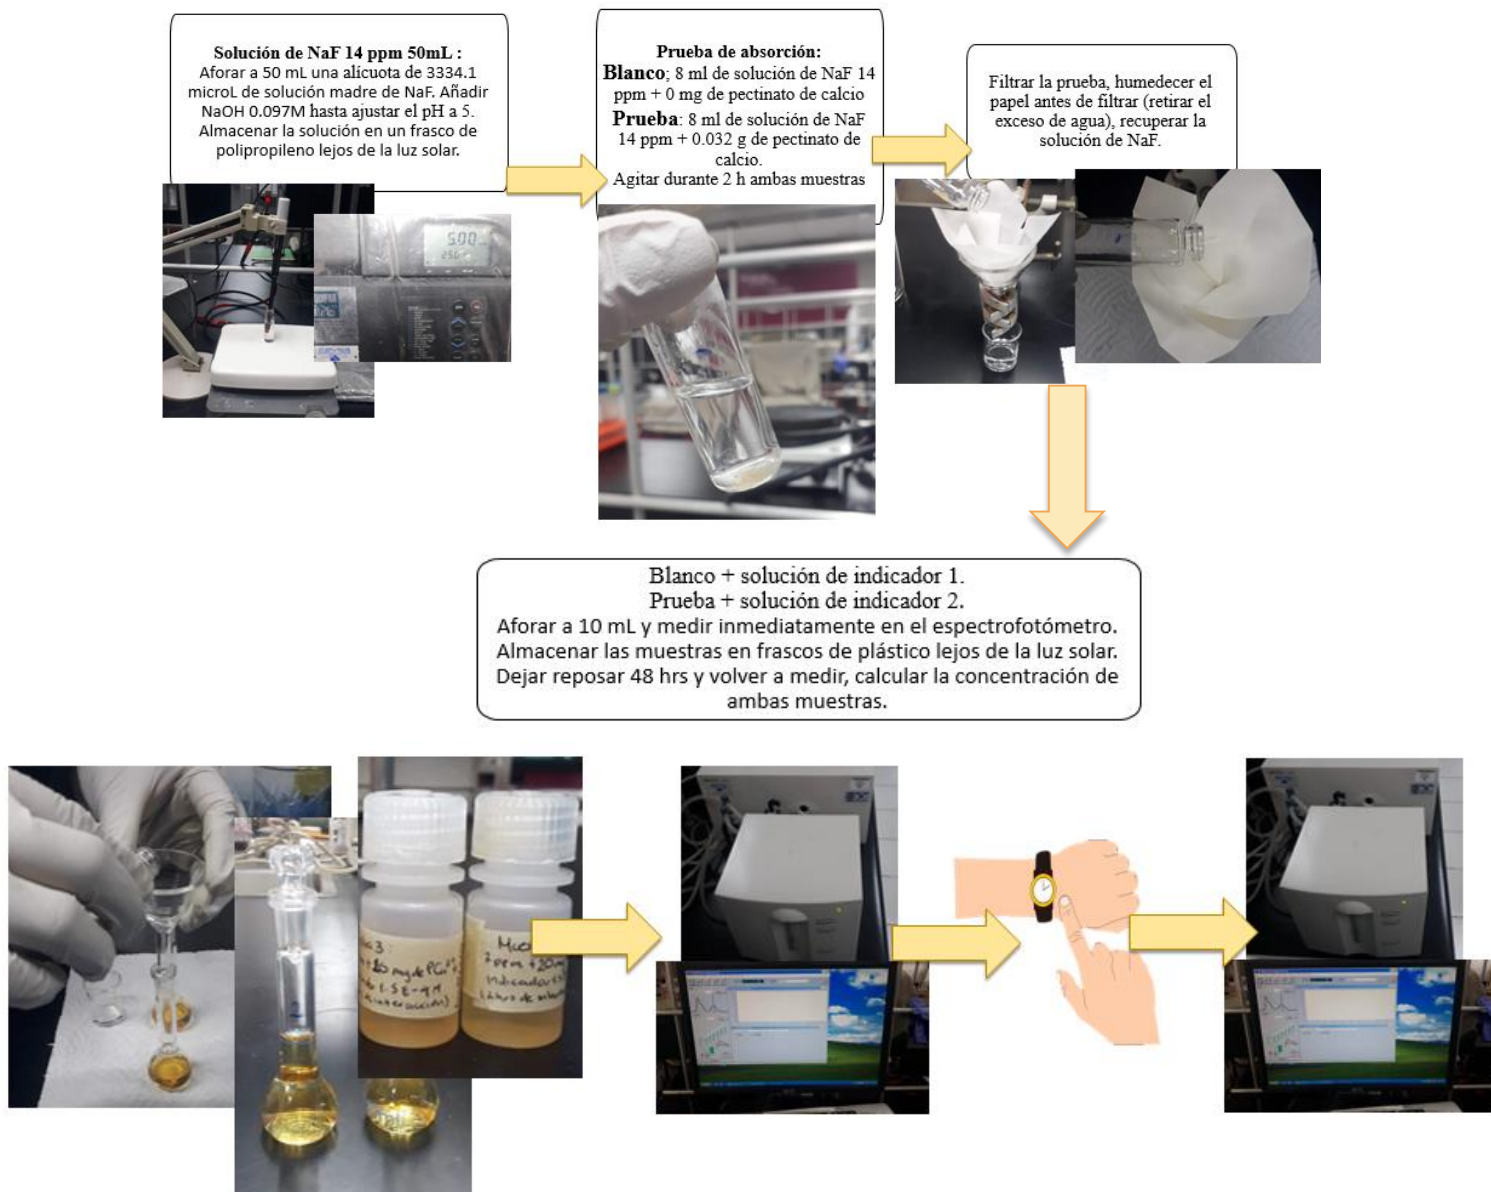 Solución de NaF 14 ppm 50mL :
Aforar a 50 mL una alicuota de 3334.1
microL de solución madre de NaF. Añadir
NaOH 0.097M hasta ajustar el pH a 5.
Almacenar la solución en un frasco de
polipropileno lejos de la luz solar.
Prueba de absorción:
Blanco; 8 ml de solución de NaF 14
ppm + 0 mg de pectinato de calcio
Prueba: 8 ml de solución de NaF
14 ppm + 0.032 g de pectinato de
calcio.
Agitar durante 2 h ambas muestras
Filtrar la prueba, humedecer el
papel antes de filtrar (retirar el
exceso de agua), recuperar la
solución de NaF.
5.00
Blanco + solución de indicador 1.
Prueba + solución de indicador 2.
Aforar a 10 mL y medir inmediatamente en el espectrofotómetro.
Almacenar las muestras en frascos de plástico lejos de la luz solar.
Dejar reposar 48 hrs y volver a medir, calcular la concentración de
ambas muestras.